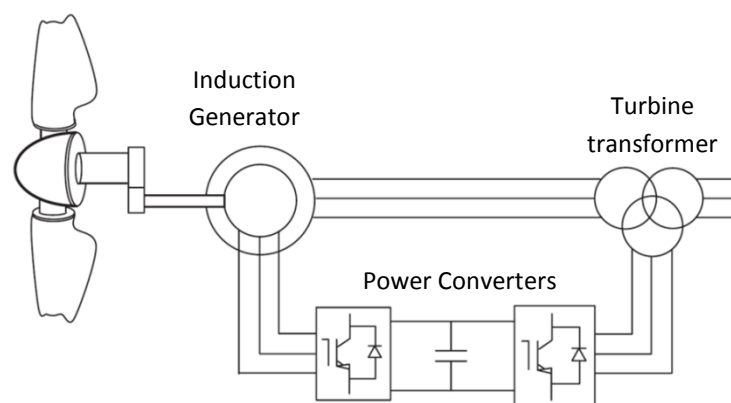 Induction
Generator
Turbine
transformer
Power Converters